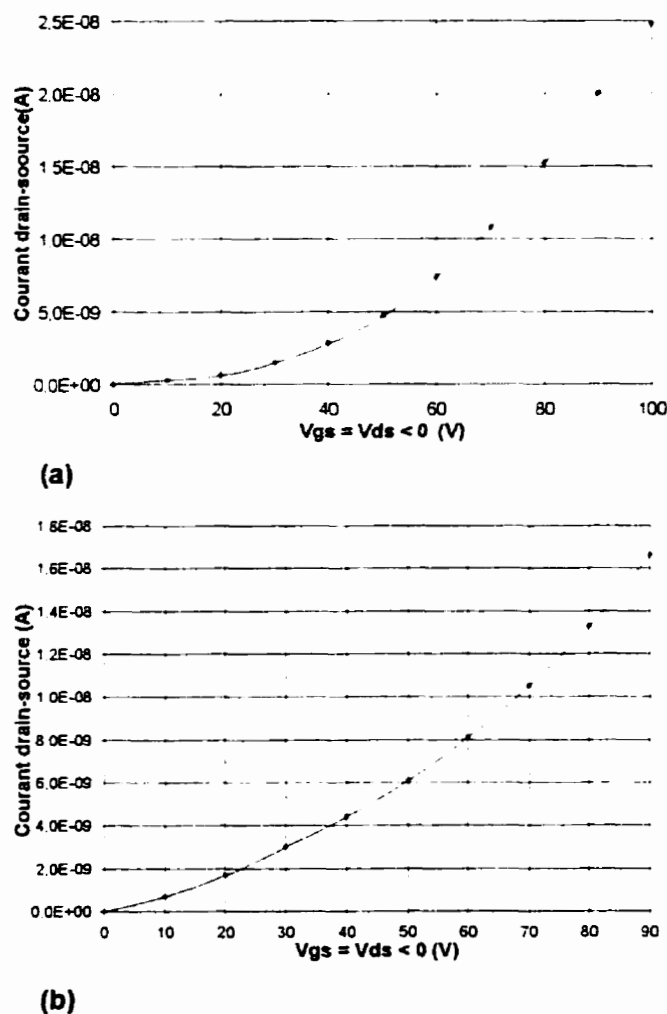 2.5E-08
2.0E-08
1.5E-08
1.0E-08
5.0E-09
0.0E+00
Courant drain-soource(A)
0 20 40 60 80 100
Vgs = Vds < 0 (V)
(a)
1.8E-08
1.6E-08
1.4E-08
1.2E-08
1.0E-08
8.0E-09
6.0E-09
4.0E-09
2.0E-09
0.0E+00
Courant drain-source (A)
0 10 20 30 40 50 60 70 80 90
Vgs = Vds < 0 (V)
(b)